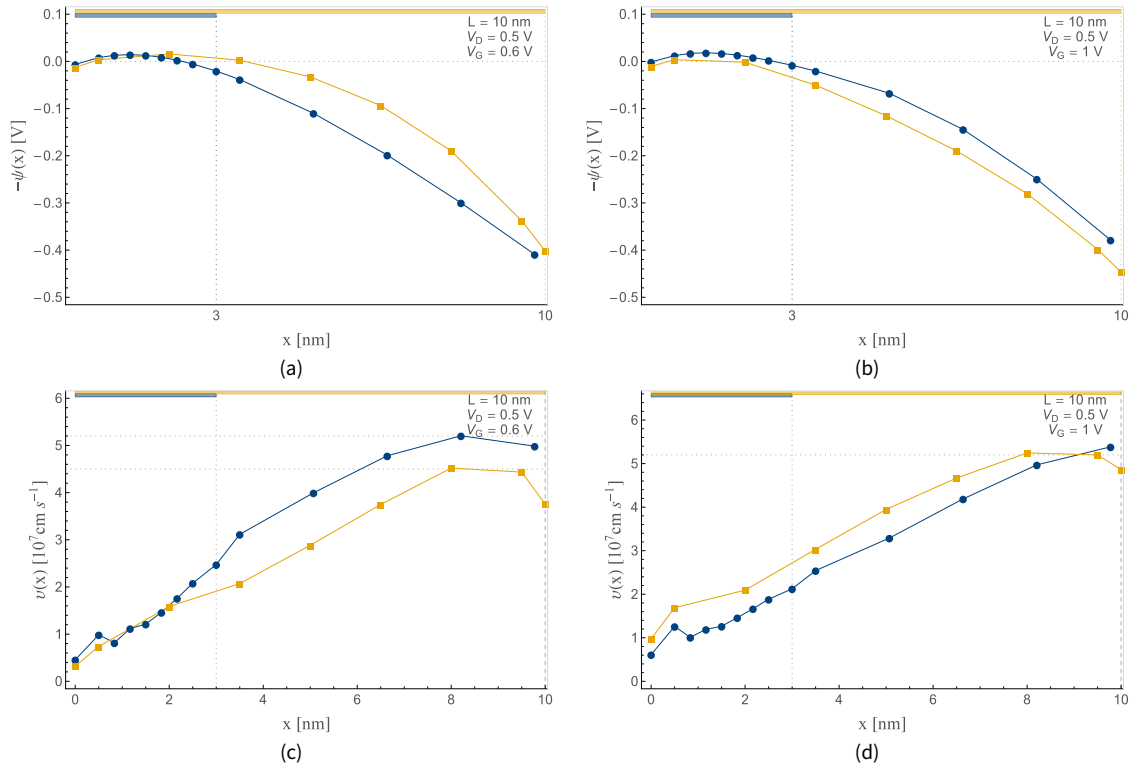 L = 10 nm
V_D = 0.5 V
V_G = 0.6 V
0.1
0.0
−0.1
−0.2
−0.3
−0.4
−0.5
−ψ(x) [V]
3
10
x [nm]
(a)
L = 10 nm
V_D = 0.5 V
V_G = 1 V
0.1
0.0
−0.1
−0.2
−0.3
−0.4
−0.5
−ψ(x) [V]
3
10
x [nm]
(b)
L = 10 nm
V_D = 0.5 V
V_G = 0.6 V
6
5
4
3
2
1
0
υ(x) [10⁷cm s⁻¹]
0
2
4
6
8
10
x [nm]
(c)
L = 10 nm
V_D = 0.5 V
V_G = 1 V
6
5
4
3
2
1
0
υ(x) [10⁷cm s⁻¹]
0
2
4
6
8
10
x [nm]
(d)